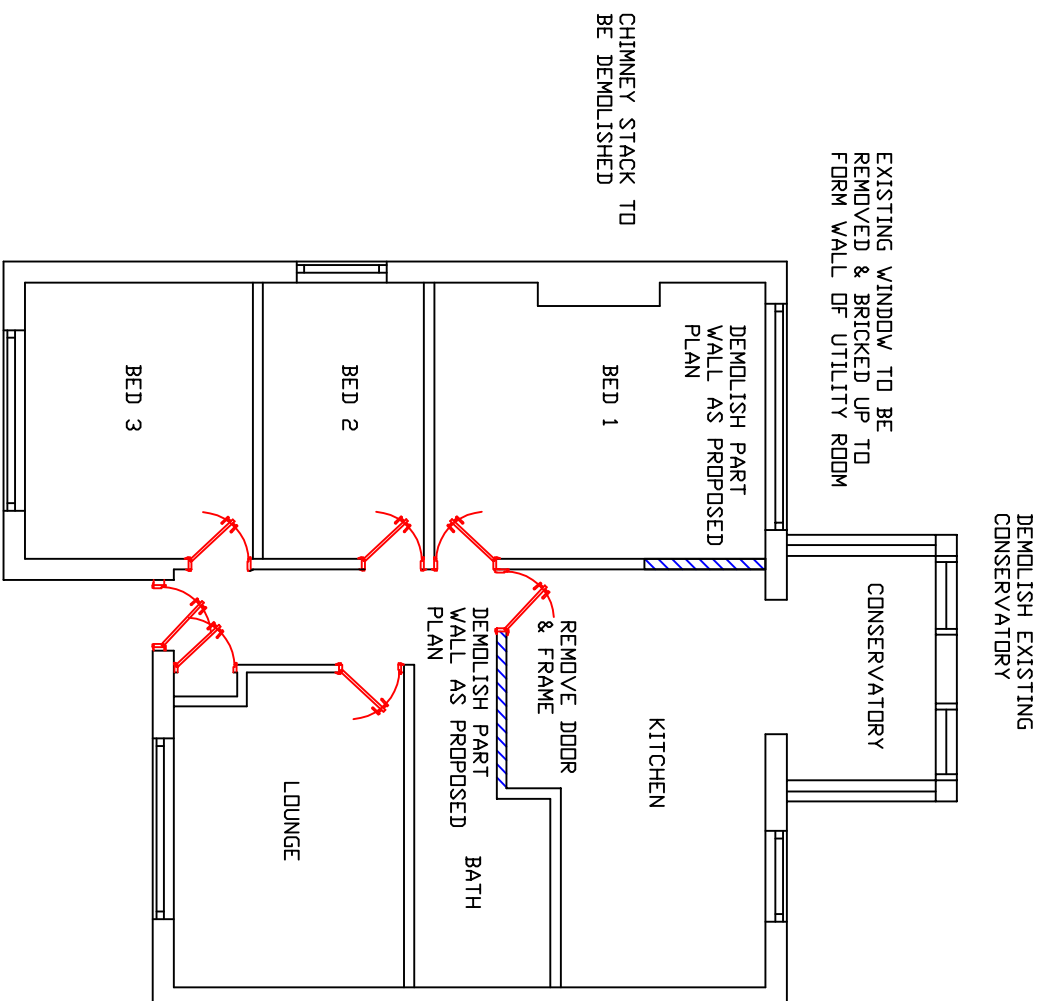 DEMOLISH EXISTING
CONSERVATORY
EXISTING WINDOW TO BE
REMOVED & BRICKED UP TO
FORM WALL OF UTILITY ROOM
CONSERVATORY
DEMOLISH PART
WALL AS PROPOSED
PLAN
CHIMNEY STACK TO
BE DEMOLISHED
BED 1
KITCHEN
REMOVE DOOR
& FRAME
DEMOLISH PART
WALL AS PROPOSED
PLAN
BATH
BED 2
LOUNGE
BED 3